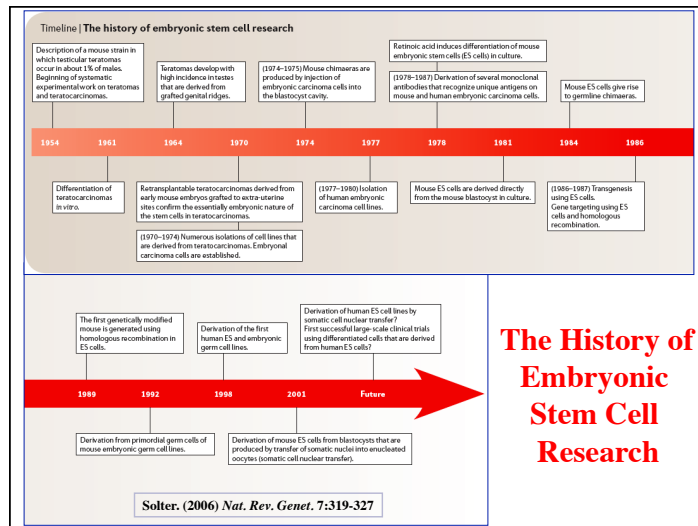 Timeline | The history of embryonic stem cell research
Description of a mouse strain in
which testicular teratomas
occur in about 1% of males.
Beginning of systematic
experimental work on teratomas
and teratocarcinomas.
Teratomas develop with
high incidence in testes
that are derived from
grafted genital ridges.
(1974–1975) Mouse chimaeras are
produced by injection of
embryonic carcinoma cells into
the blastocyst cavity.
Retinoic acid induces differentiation of mouse
embryonic stem cells (ES cells) in culture.
(1978–1987) Derivation of several monoclonal
antibodies that recognize unique antigens on
mouse and human embryonic carcinoma cells.
Mouse ES cells give rise
to germline chimaeras.
1954 1961 1964 1970 1974 1977 1978 1981 1984 1986
Differentiation of
teratocarcinomas
in vitro.
Retransplantable teratocarcinomas derived from
early mouse embryos grafted to extra-uterine
sites confirm the essentially embryonic nature of
the stem cells in teratocarcinomas.
(1970–1974) Numerous isolations of cell lines that
are derived from teratocarcinomas. Embryonal
carcinoma cells are established.
(1977–1980) Isolation
of human embryonic
carcinoma cell lines.
Mouse ES cells are derived directly
from the mouse blastocyst in culture.
(1986–1987) Transgenesis
using ES cells.
Gene targeting using ES
cells and homologous
recombination.
The first genetically modified
mouse is generated using
homologous recombination in
ES cells.
Derivation of the first
human ES and embryonic
germ cell lines.
Derivation of human ES cell lines by
somatic cell nuclear transfer?
First successful large-scale clinical trials
using differentiated cells that are derived
from human ES cells?
1989 1992 1998 2001 Future
Derivation from primordial germ cells of
mouse embryonic germ cell lines.
Derivation of mouse ES cells from blastocysts that are
produced by transfer of somatic nuclei into enucleated
oocytes (somatic cell nuclear transfer).
The History of
Embryonic
Stem Cell
Research
Solter. (2006) Nat. Rev. Genet. 7:319-327